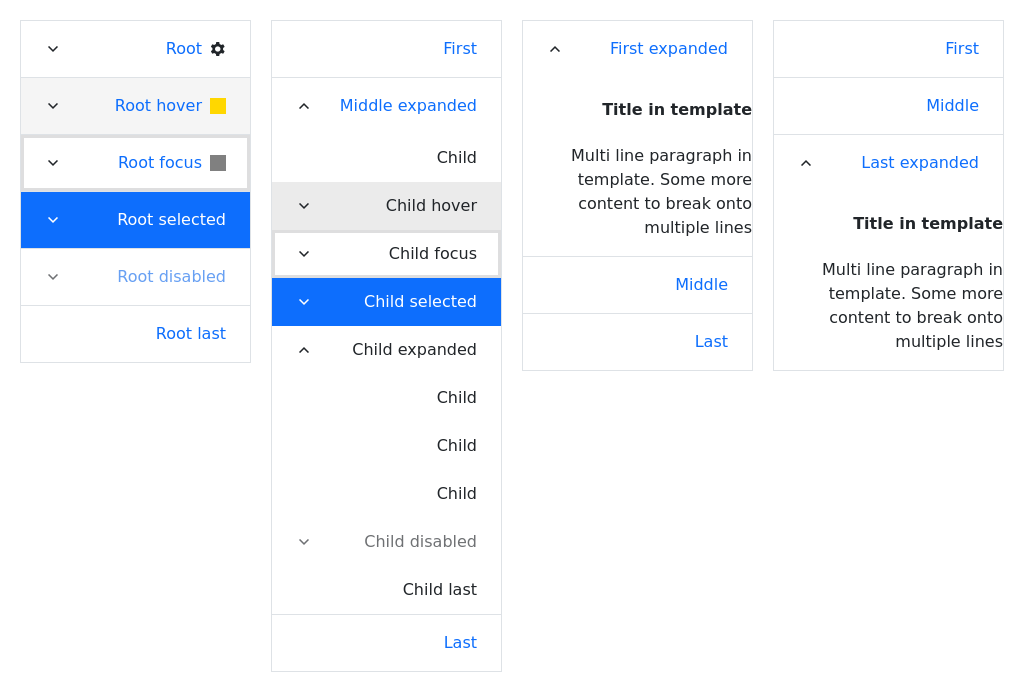 Root
Root hover
Root focus
Root selected
Root disabled
Root last
First
Middle expanded
Child
Child hover
Child focus
Child selected
Child expanded
Child
Child
Child
Child disabled
Child last
Last
First expanded
Title in template
Multi line paragraph in
template. Some more
content to break onto
multiple lines
Middle
Last
First
Middle
Last expanded
Title in template
Multi line paragraph in
template. Some more
content to break onto
multiple lines